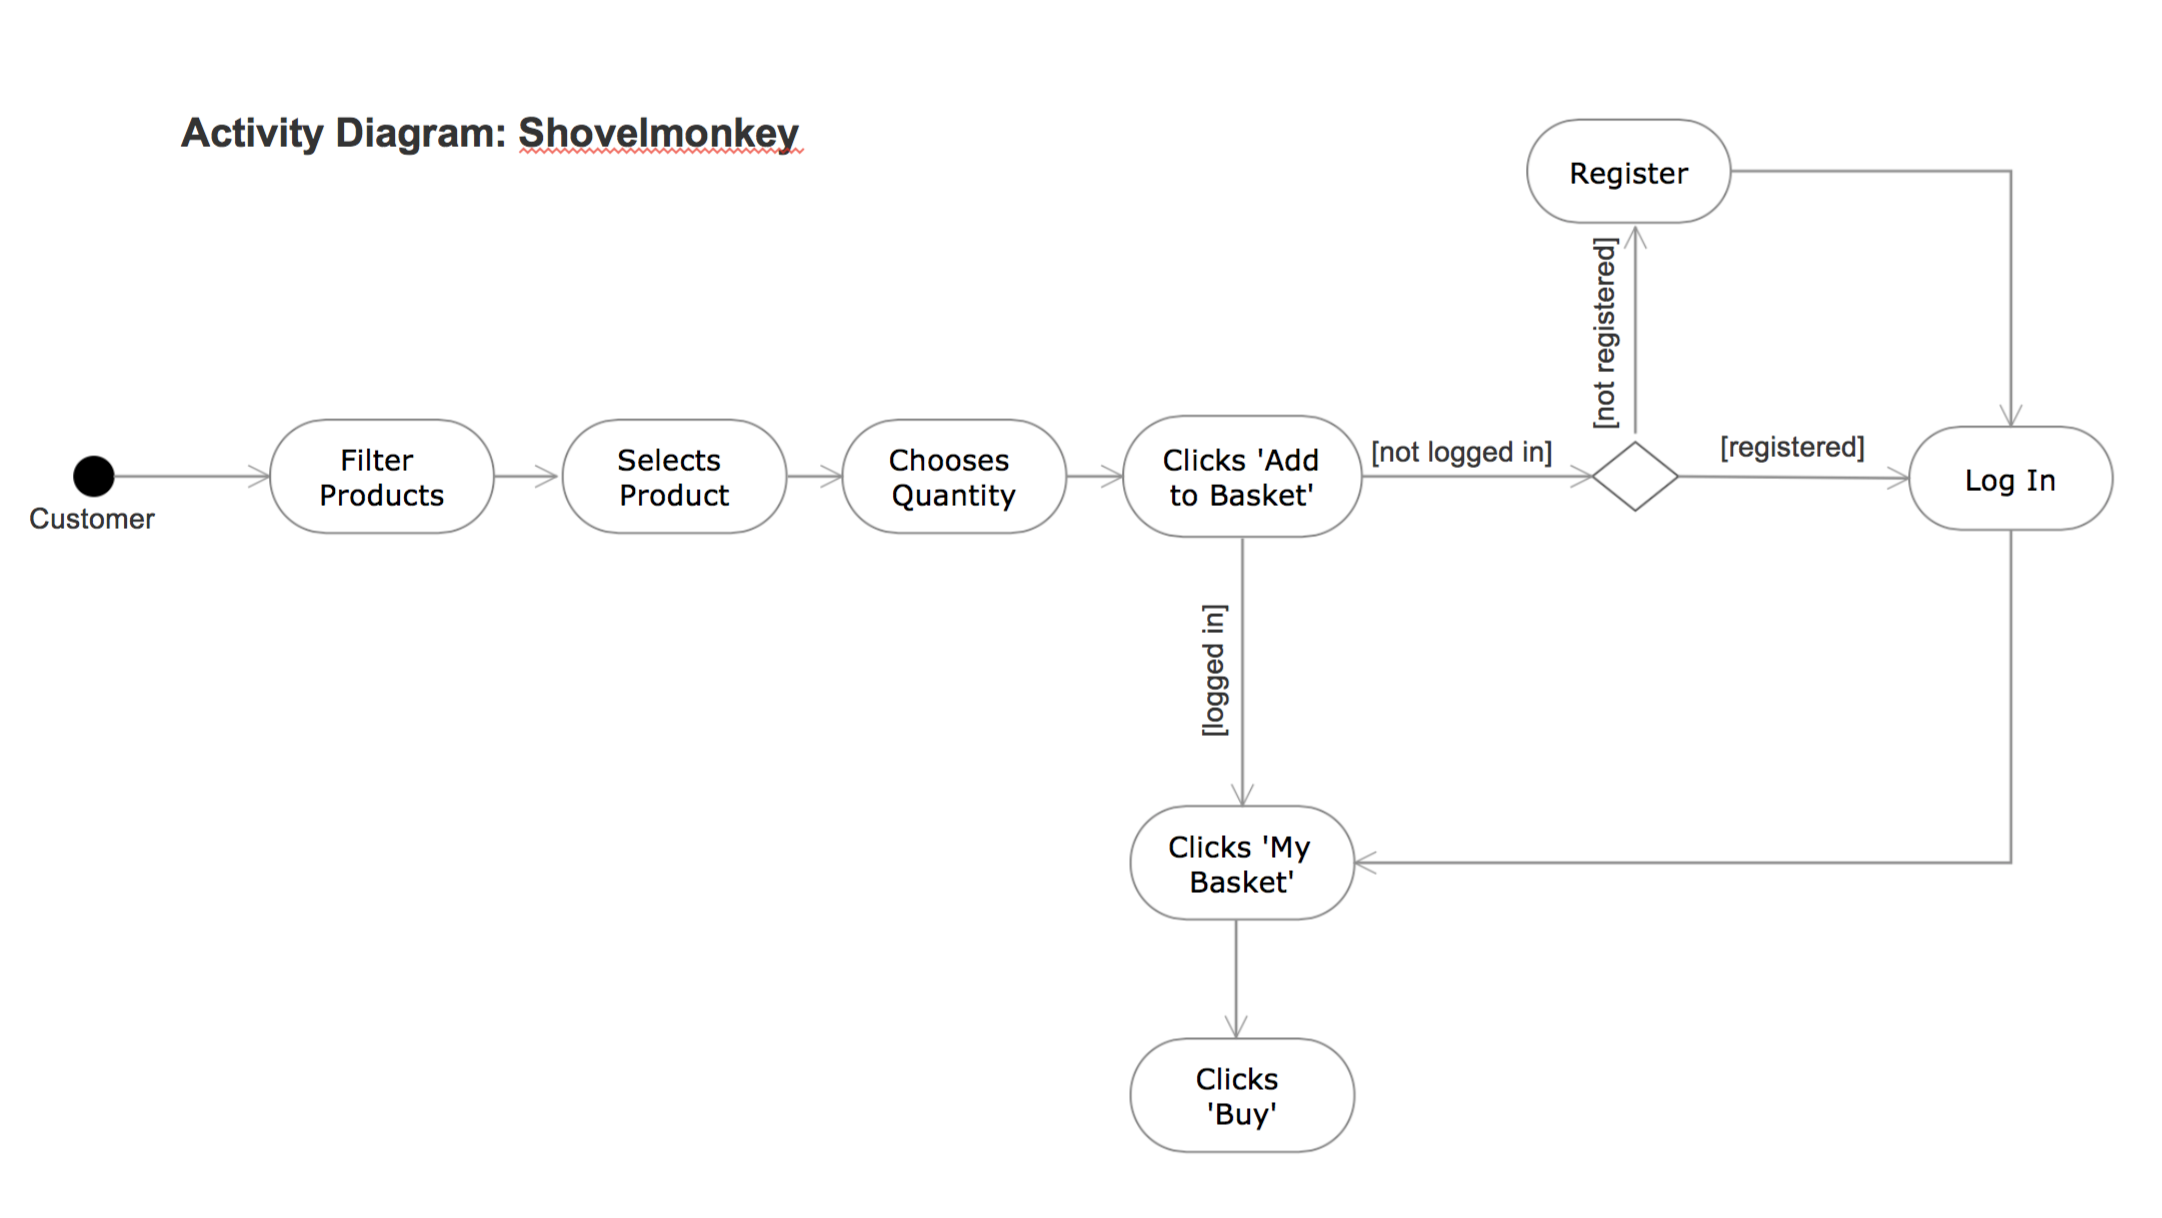 Activity Diagram: Shovelmonkey
Register
[not registered]
Customer
Filter
Products
Selects
Product
Chooses
Quantity
Clicks 'Add
to Basket'
[not logged in]
[registered]
Log In
[logged in]
Clicks 'My
Basket'
Clicks
'Buy'